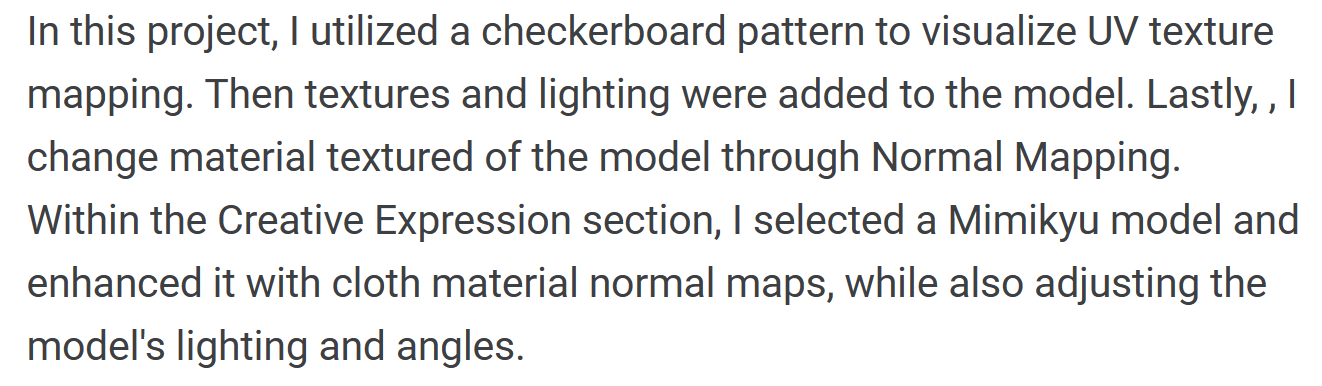 In this project, I utilized a checkerboard pattern to visualize UV texture
mapping. Then textures and lighting were added to the model. Lastly, , I
change material textured of the model through Normal Mapping.
Within the Creative Expression section, I selected a Mimikyu model and
enhanced it with cloth material normal maps, while also adjusting the
model's lighting and angles.